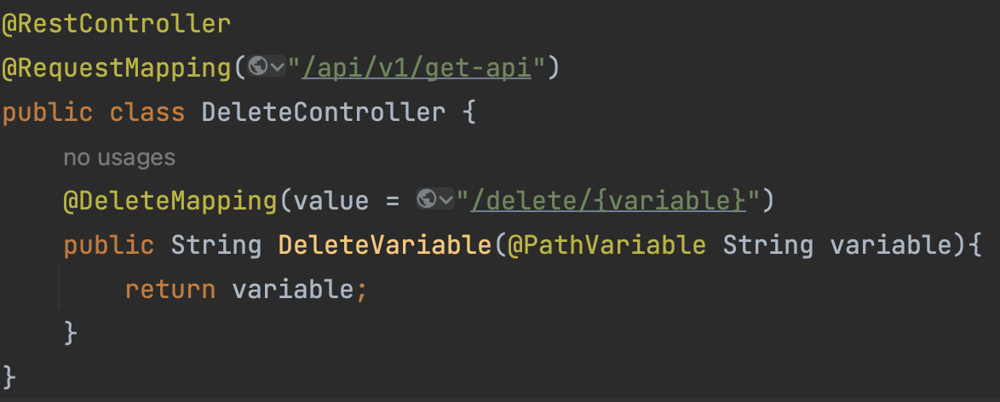 @RestController
@RequestMapping("/api/v1/get-api")
public class DeleteController {
no usages
@DeleteMapping(value = "/delete/{variable}")
public String DeleteVariable(@PathVariable String variable){
return variable;
}
}